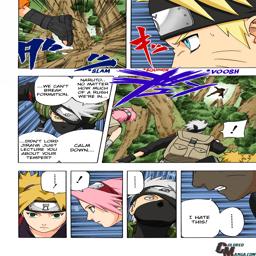 *SLAM
*VOOSH
NARUTO...
NO MATTER
HOW MUCH
OF A RUSH
WE'RE IN...
...WE CAN'T
BREAK
FORMATION.
DIDN'T LORD
JIRAIYA JUST
LECTURE YOU
ABOUT YOUR
TEMPER?
CALM
DOWN...
!
!
I HATE
THIS!
COLORED
MANGA.COM